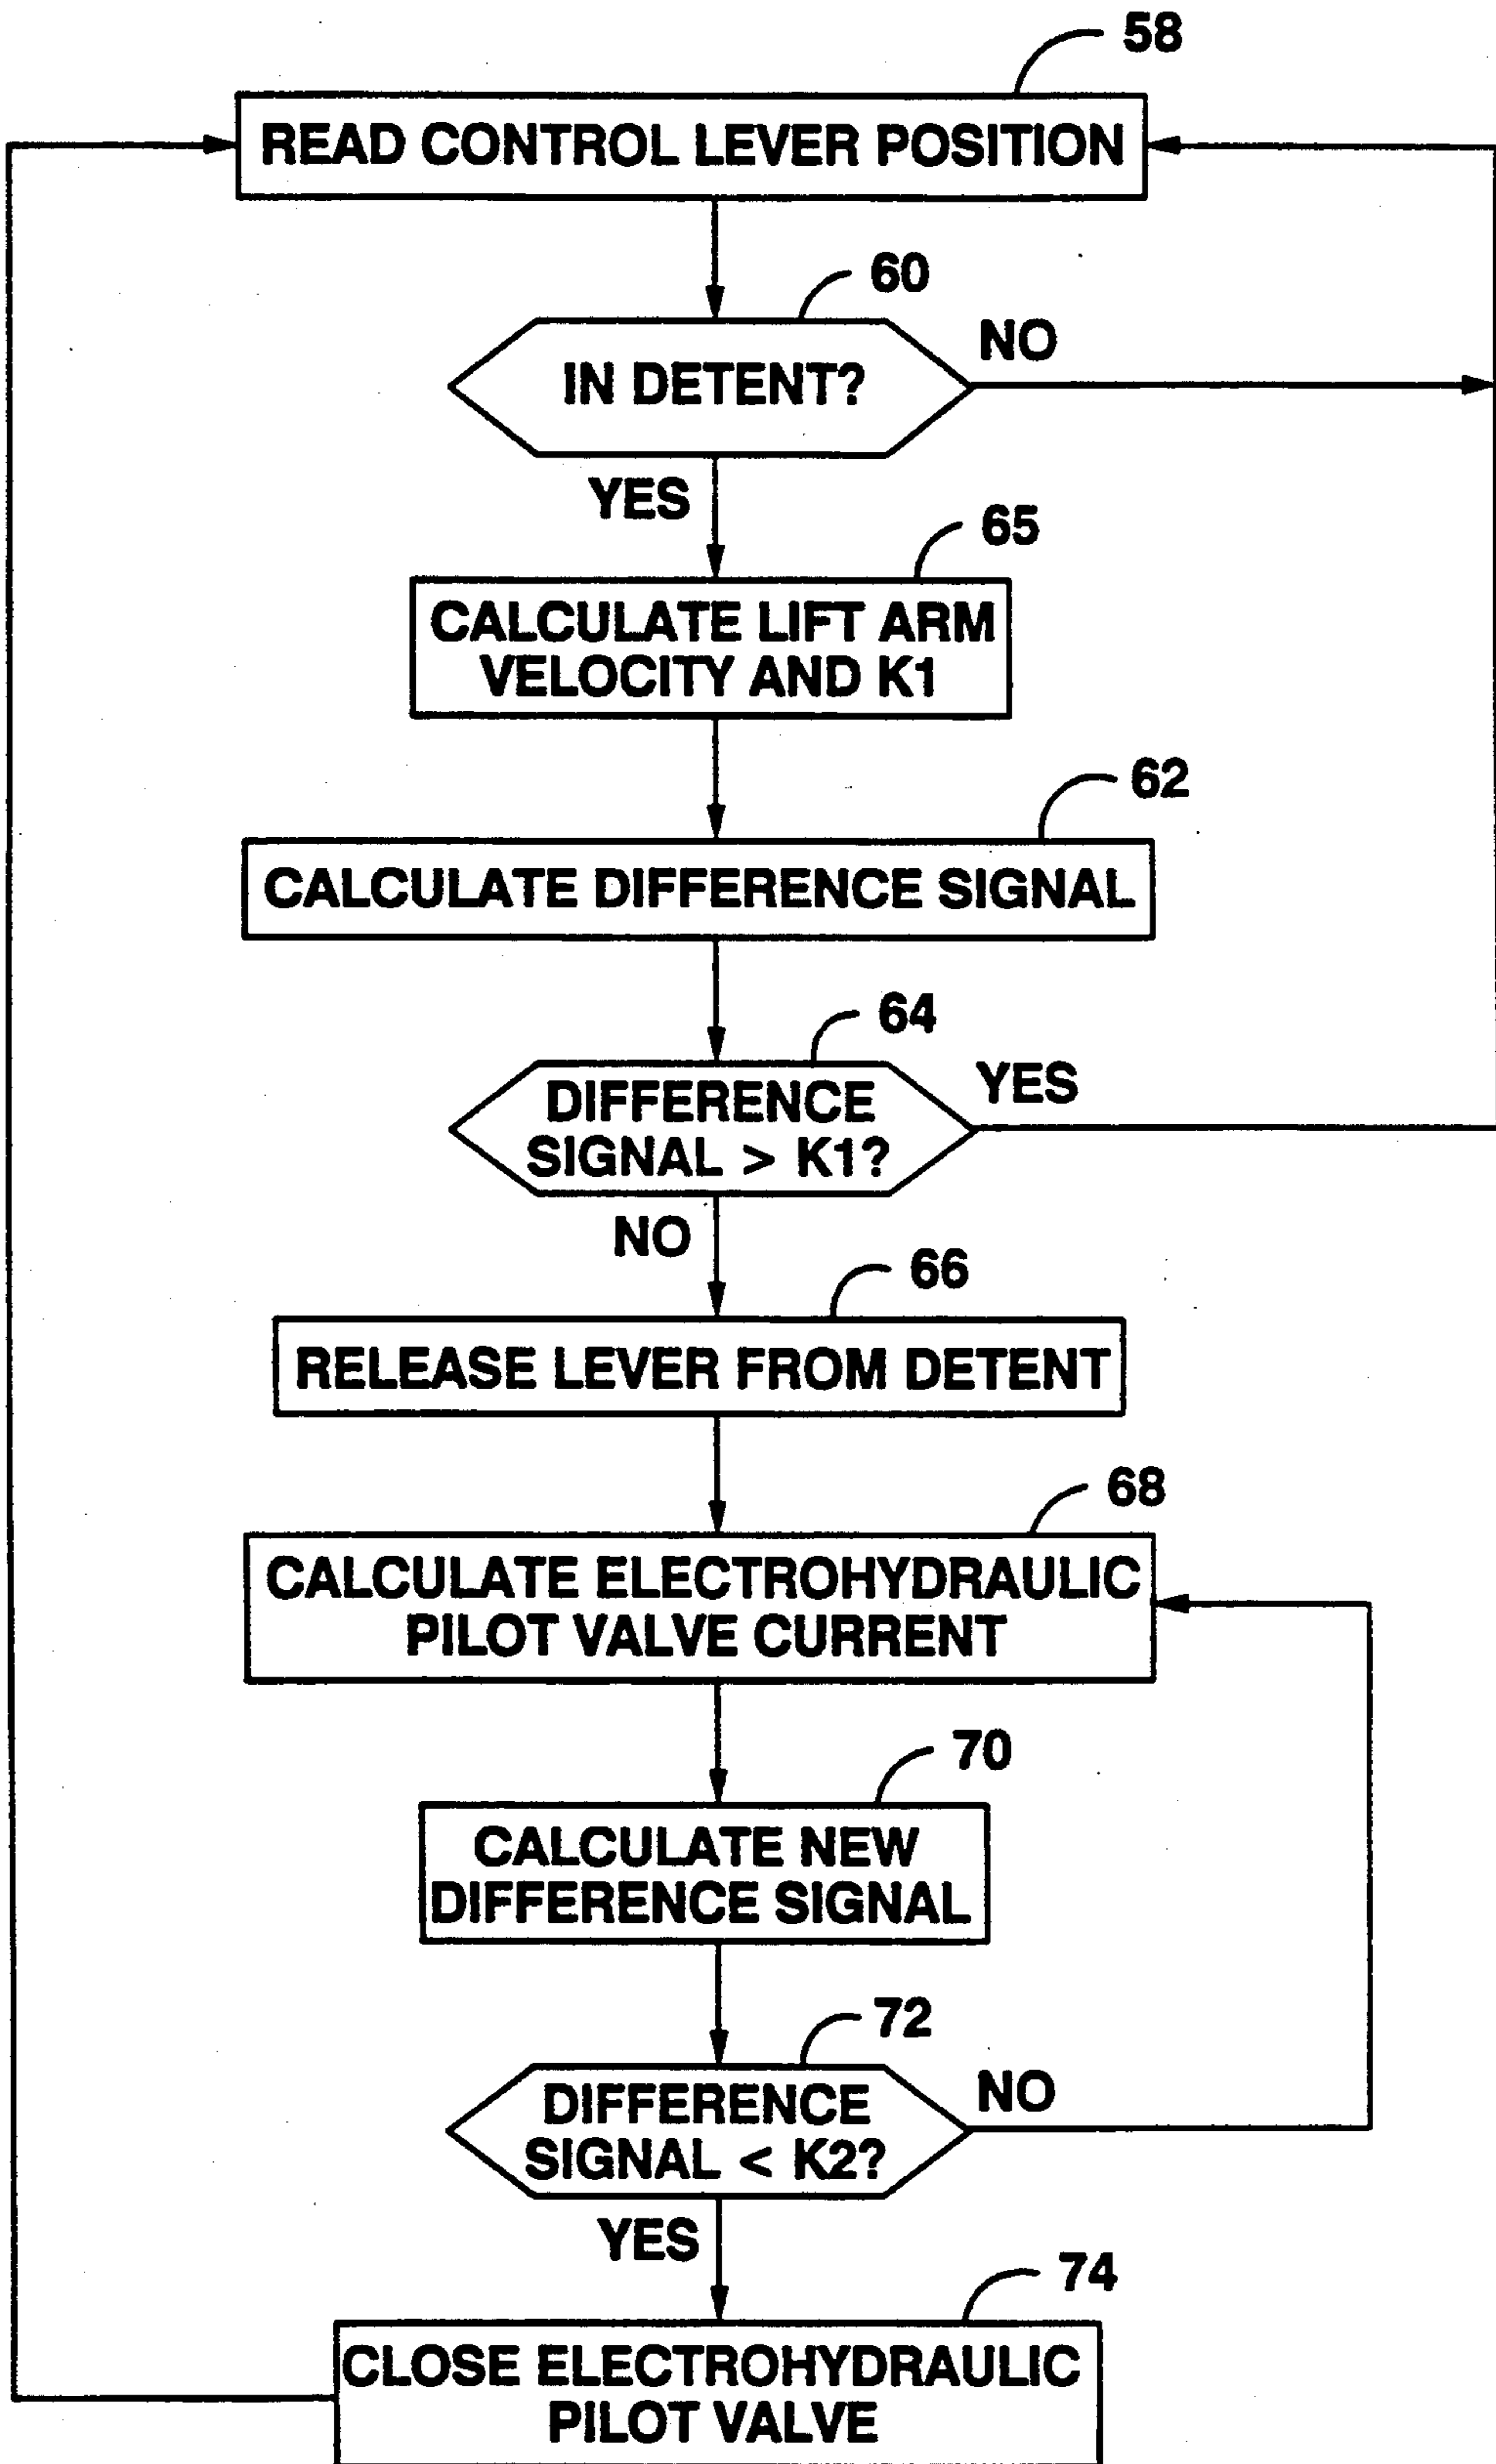 58
READ CONTROL LEVER POSITION
60
IN DETENT?
NO
YES
65
CALCULATE LIFT ARM
VELOCITY AND K1
62
CALCULATE DIFFERENCE SIGNAL
64
DIFFERENCE
SIGNAL > K1?
YES
NO
66
RELEASE LEVER FROM DETENT
68
CALCULATE ELECTROHYDRAULIC
PILOT VALVE CURRENT
70
CALCULATE NEW
DIFFERENCE SIGNAL
72
DIFFERENCE
SIGNAL < K2?
NO
YES
74
CLOSE ELECTROHYDRAULIC
PILOT VALVE